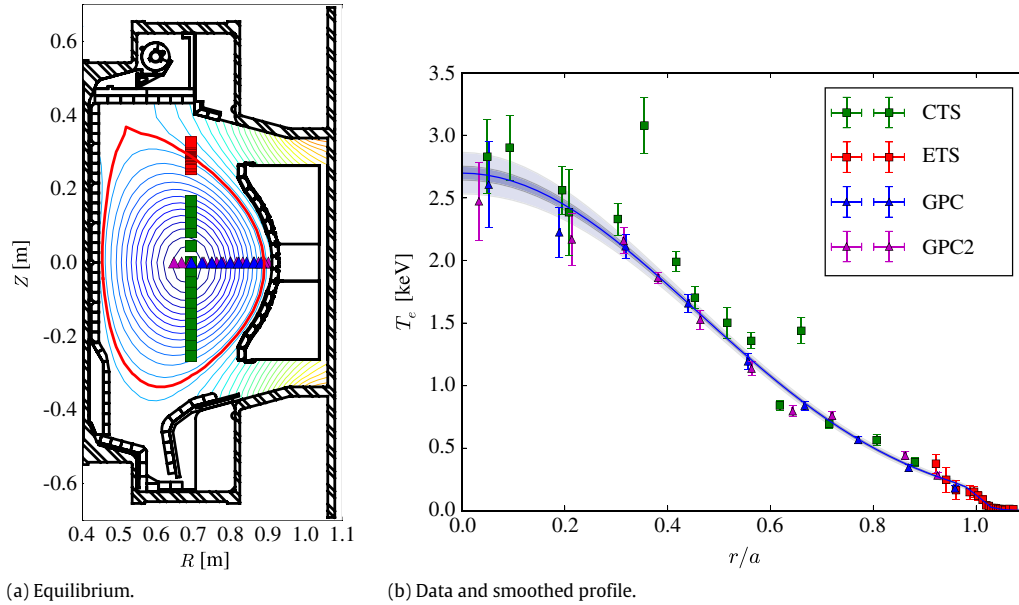 0.6
0.4
0.2
0.0
-0.2
-0.4
-0.6
Z [m]
0.4 0.5 0.6 0.7 0.8 0.9 1.0 1.1
R [m]
(a) Equilibrium.
3.5
3.0
2.5
2.0
1.5
1.0
0.5
0.0
T_e [keV]
0.0 0.2 0.4 0.6 0.8 1.0
r/a
CTS
ETS
GPC
GPC2
(b) Data and smoothed profile.